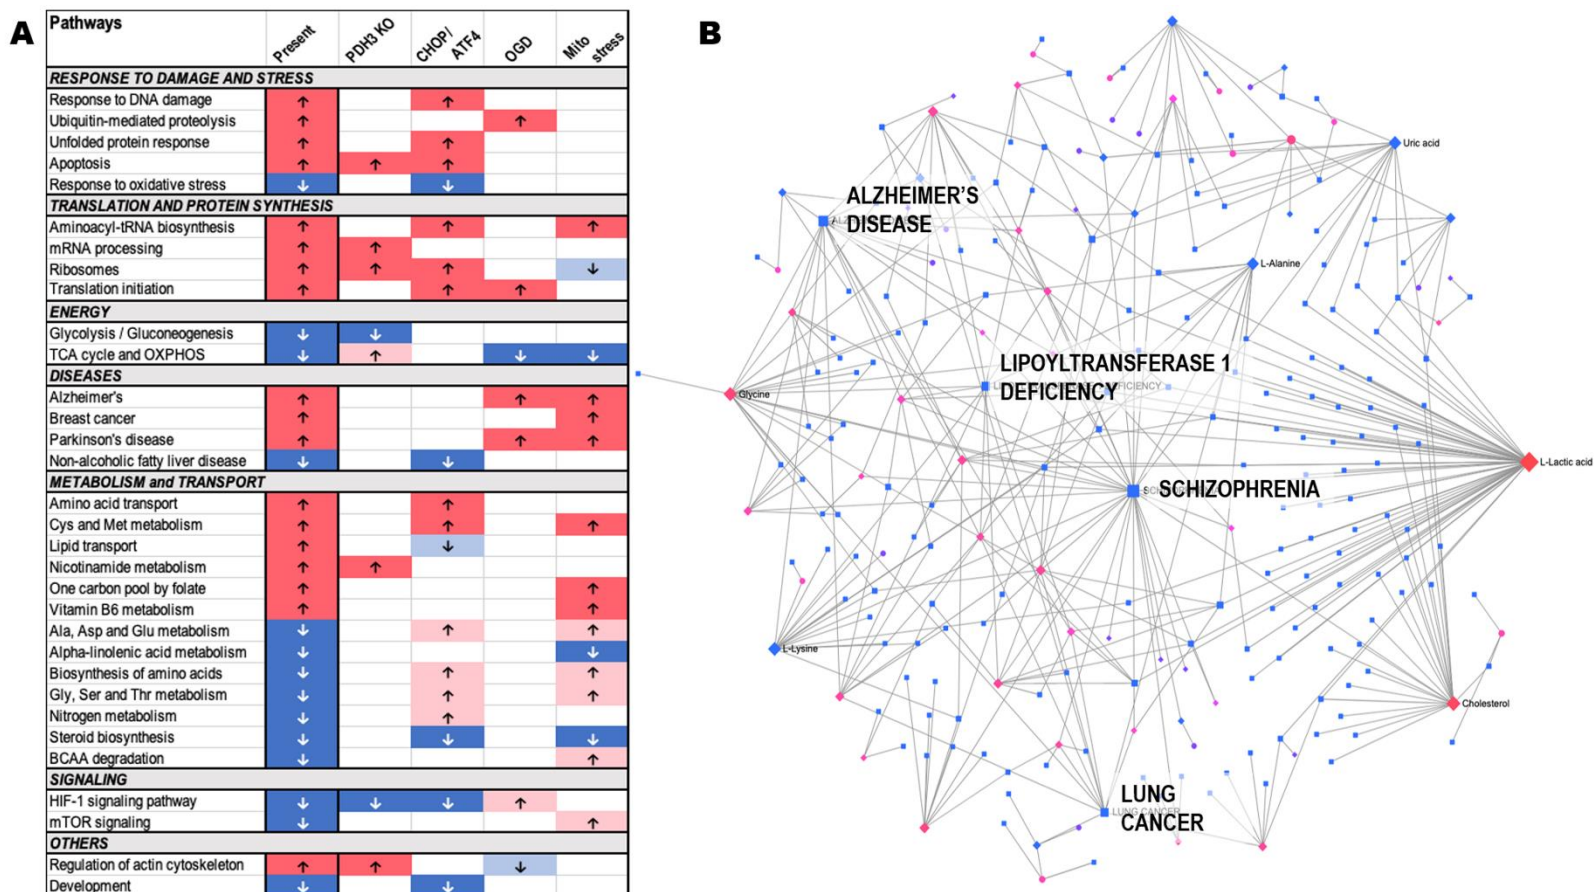 A
Pathways
Present
PDH3 KO
CHOP/
ATF4
OGD
Mito
stress
RESPONSE TO DAMAGE AND STRESS
Response to DNA damage ↑ ↑
Ubiquitin-mediated proteolysis ↑ ↑
Unfolded protein response ↑ ↑
Apoptosis ↑ ↑ ↑
Response to oxidative stress ↓ ↓
TRANSLATION AND PROTEIN SYNTHESIS
Aminoacyl-tRNA biosynthesis ↑ ↑ ↑
mRNA processing ↑ ↑
Ribosomes ↑ ↑ ↑ ↓
Translation initiation ↑ ↑ ↑
ENERGY
Glycolysis / Gluconeogenesis ↓ ↓
TCA cycle and OXPHOS ↓ ↑ ↓ ↓
DISEASES
Alzheimer's ↑ ↑ ↑
Breast cancer ↑ ↑
Parkinson's disease ↑ ↑ ↑
Non-alcoholic fatty liver disease ↓ ↓
METABOLISM and TRANSPORT
Amino acid transport ↑ ↑
Cys and Met metabolism ↑ ↑ ↑
Lipid transport ↑ ↓
Nicotinamide metabolism ↑ ↑
One carbon pool by folate ↑ ↑
Vitamin B6 metabolism ↑ ↑
Ala, Asp and Glu metabolism ↓ ↑ ↑
Alpha-linolenic acid metabolism ↓ ↓
Biosynthesis of amino acids ↓ ↑ ↑
Gly, Ser and Thr metabolism ↓ ↑ ↑
Nitrogen metabolism ↓ ↑
Steroid biosynthesis ↓ ↓ ↓
BCAA degradation ↓ ↑
SIGNALING
HIF-1 signaling pathway ↓ ↓ ↓ ↑
mTOR signaling ↓ ↑
OTHERS
Regulation of actin cytoskeleton ↑ ↑ ↓
Development ↓ ↓
B
Uric acid
ALZHEIMER'S
DISEASE
L-Alanine
LIPOYLTRANSFERASE 1
DEFICIENCY
Glycine
L-Lactic acid
SCHIZOPHRENIA
L-Lysine
Cholesterol
LUNG
LUNG CANCER
CANCER